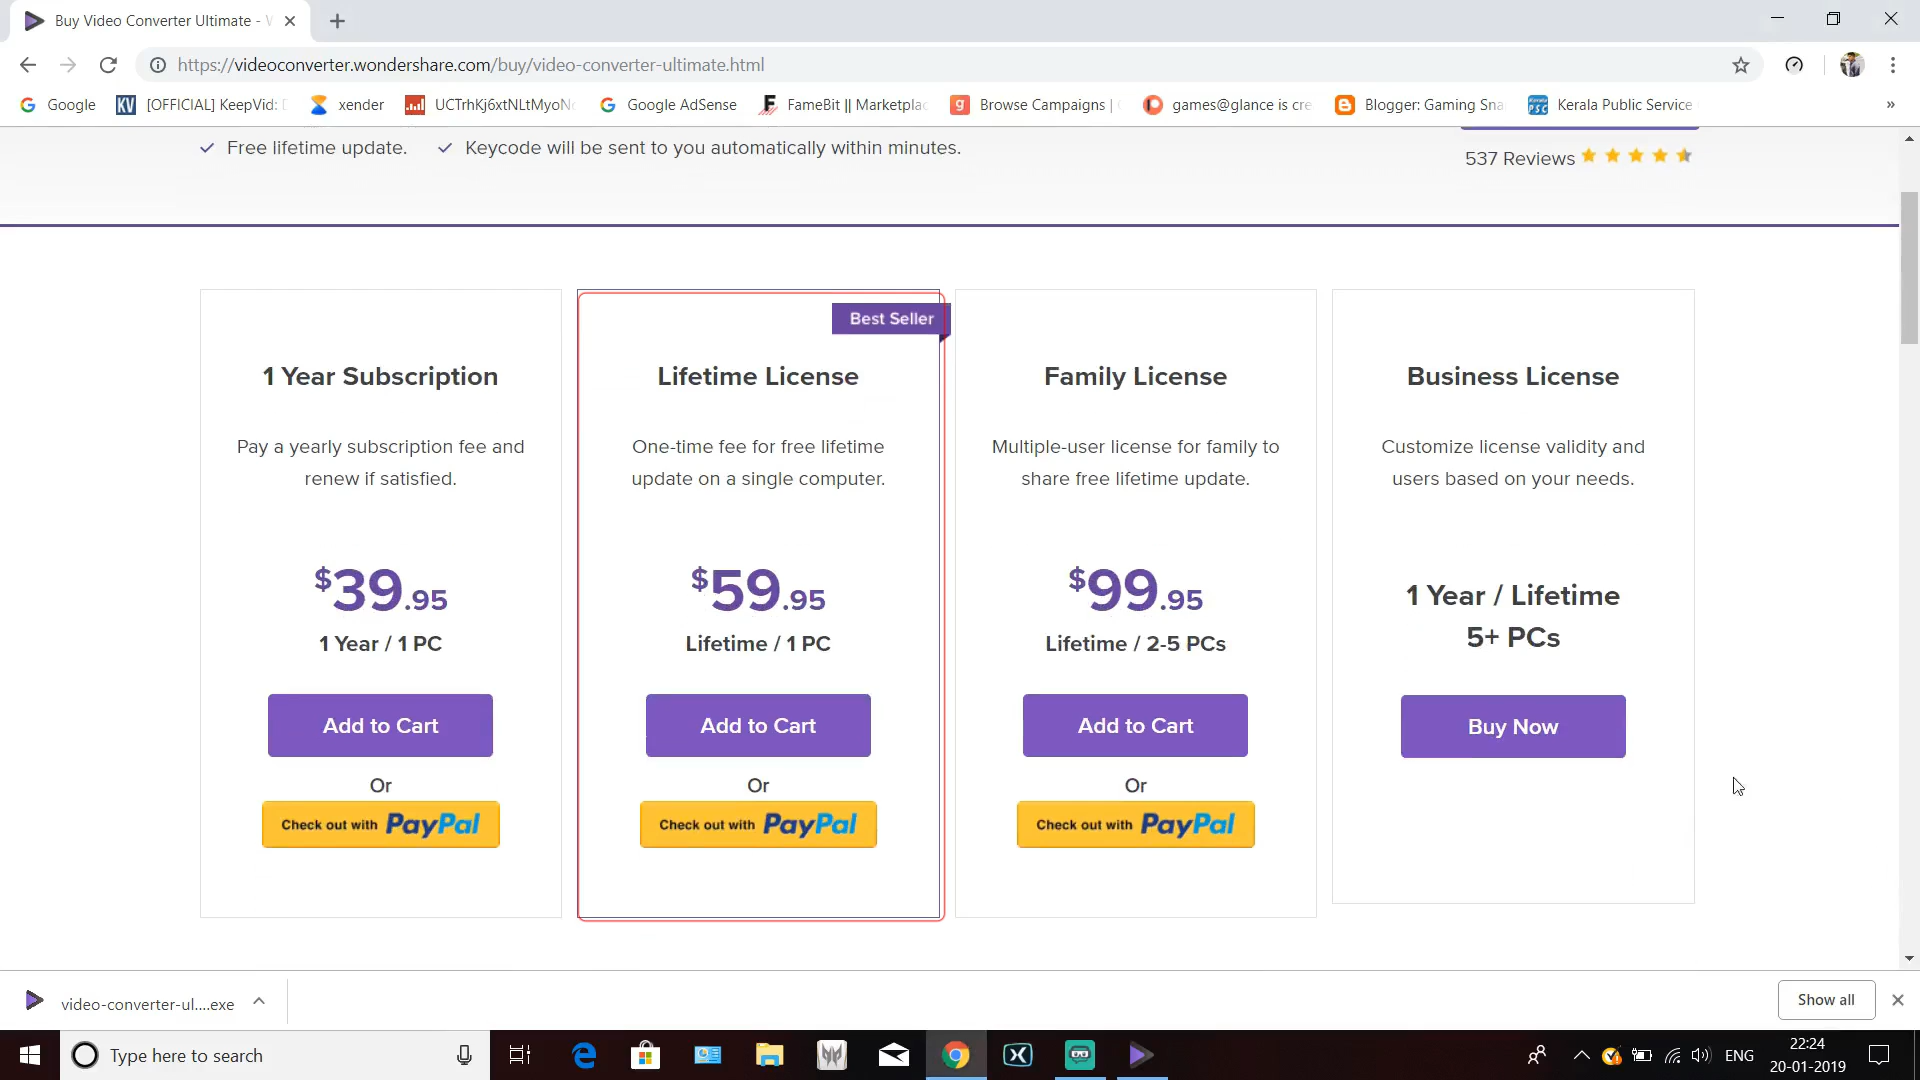 Buy Video Converter Ultimate -
https://videoconverter.wondershare.com/buy/video-converter-ultimate.html
Google
[OFFICIAL] KeepVid:
xender
UCTrhKj6xtNLtMyoN
Google AdSense
FameBit || Marketplac
Browse Campaigns |
games@glance is cre
Blogger: Gaming Sna
Kerala Public Service
»
Free lifetime update.
Keycode will be sent to you automatically within minutes.
537 Reviews
1 Year Subscription
Pay a yearly subscription fee and
renew if satisfied.
$39.95
1 Year / 1 PC
Add to Cart
Or
Check out with PayPal
Best Seller
Lifetime License
One-time fee for free lifetime
update on a single computer.
$59.95
Lifetime / 1 PC
Add to Cart
Or
Check out with PayPal
Family License
Multiple-user license for family to
share free lifetime update.
$99.95
Lifetime / 2-5 PCs
Add to Cart
Or
Check out with PayPal
Business License
Customize license validity and
users based on your needs.
1 Year / Lifetime
5+ PCs
Buy Now
video-converter-ul....exe
Show all
Type here to search
ENG
22:24
20-01-2019